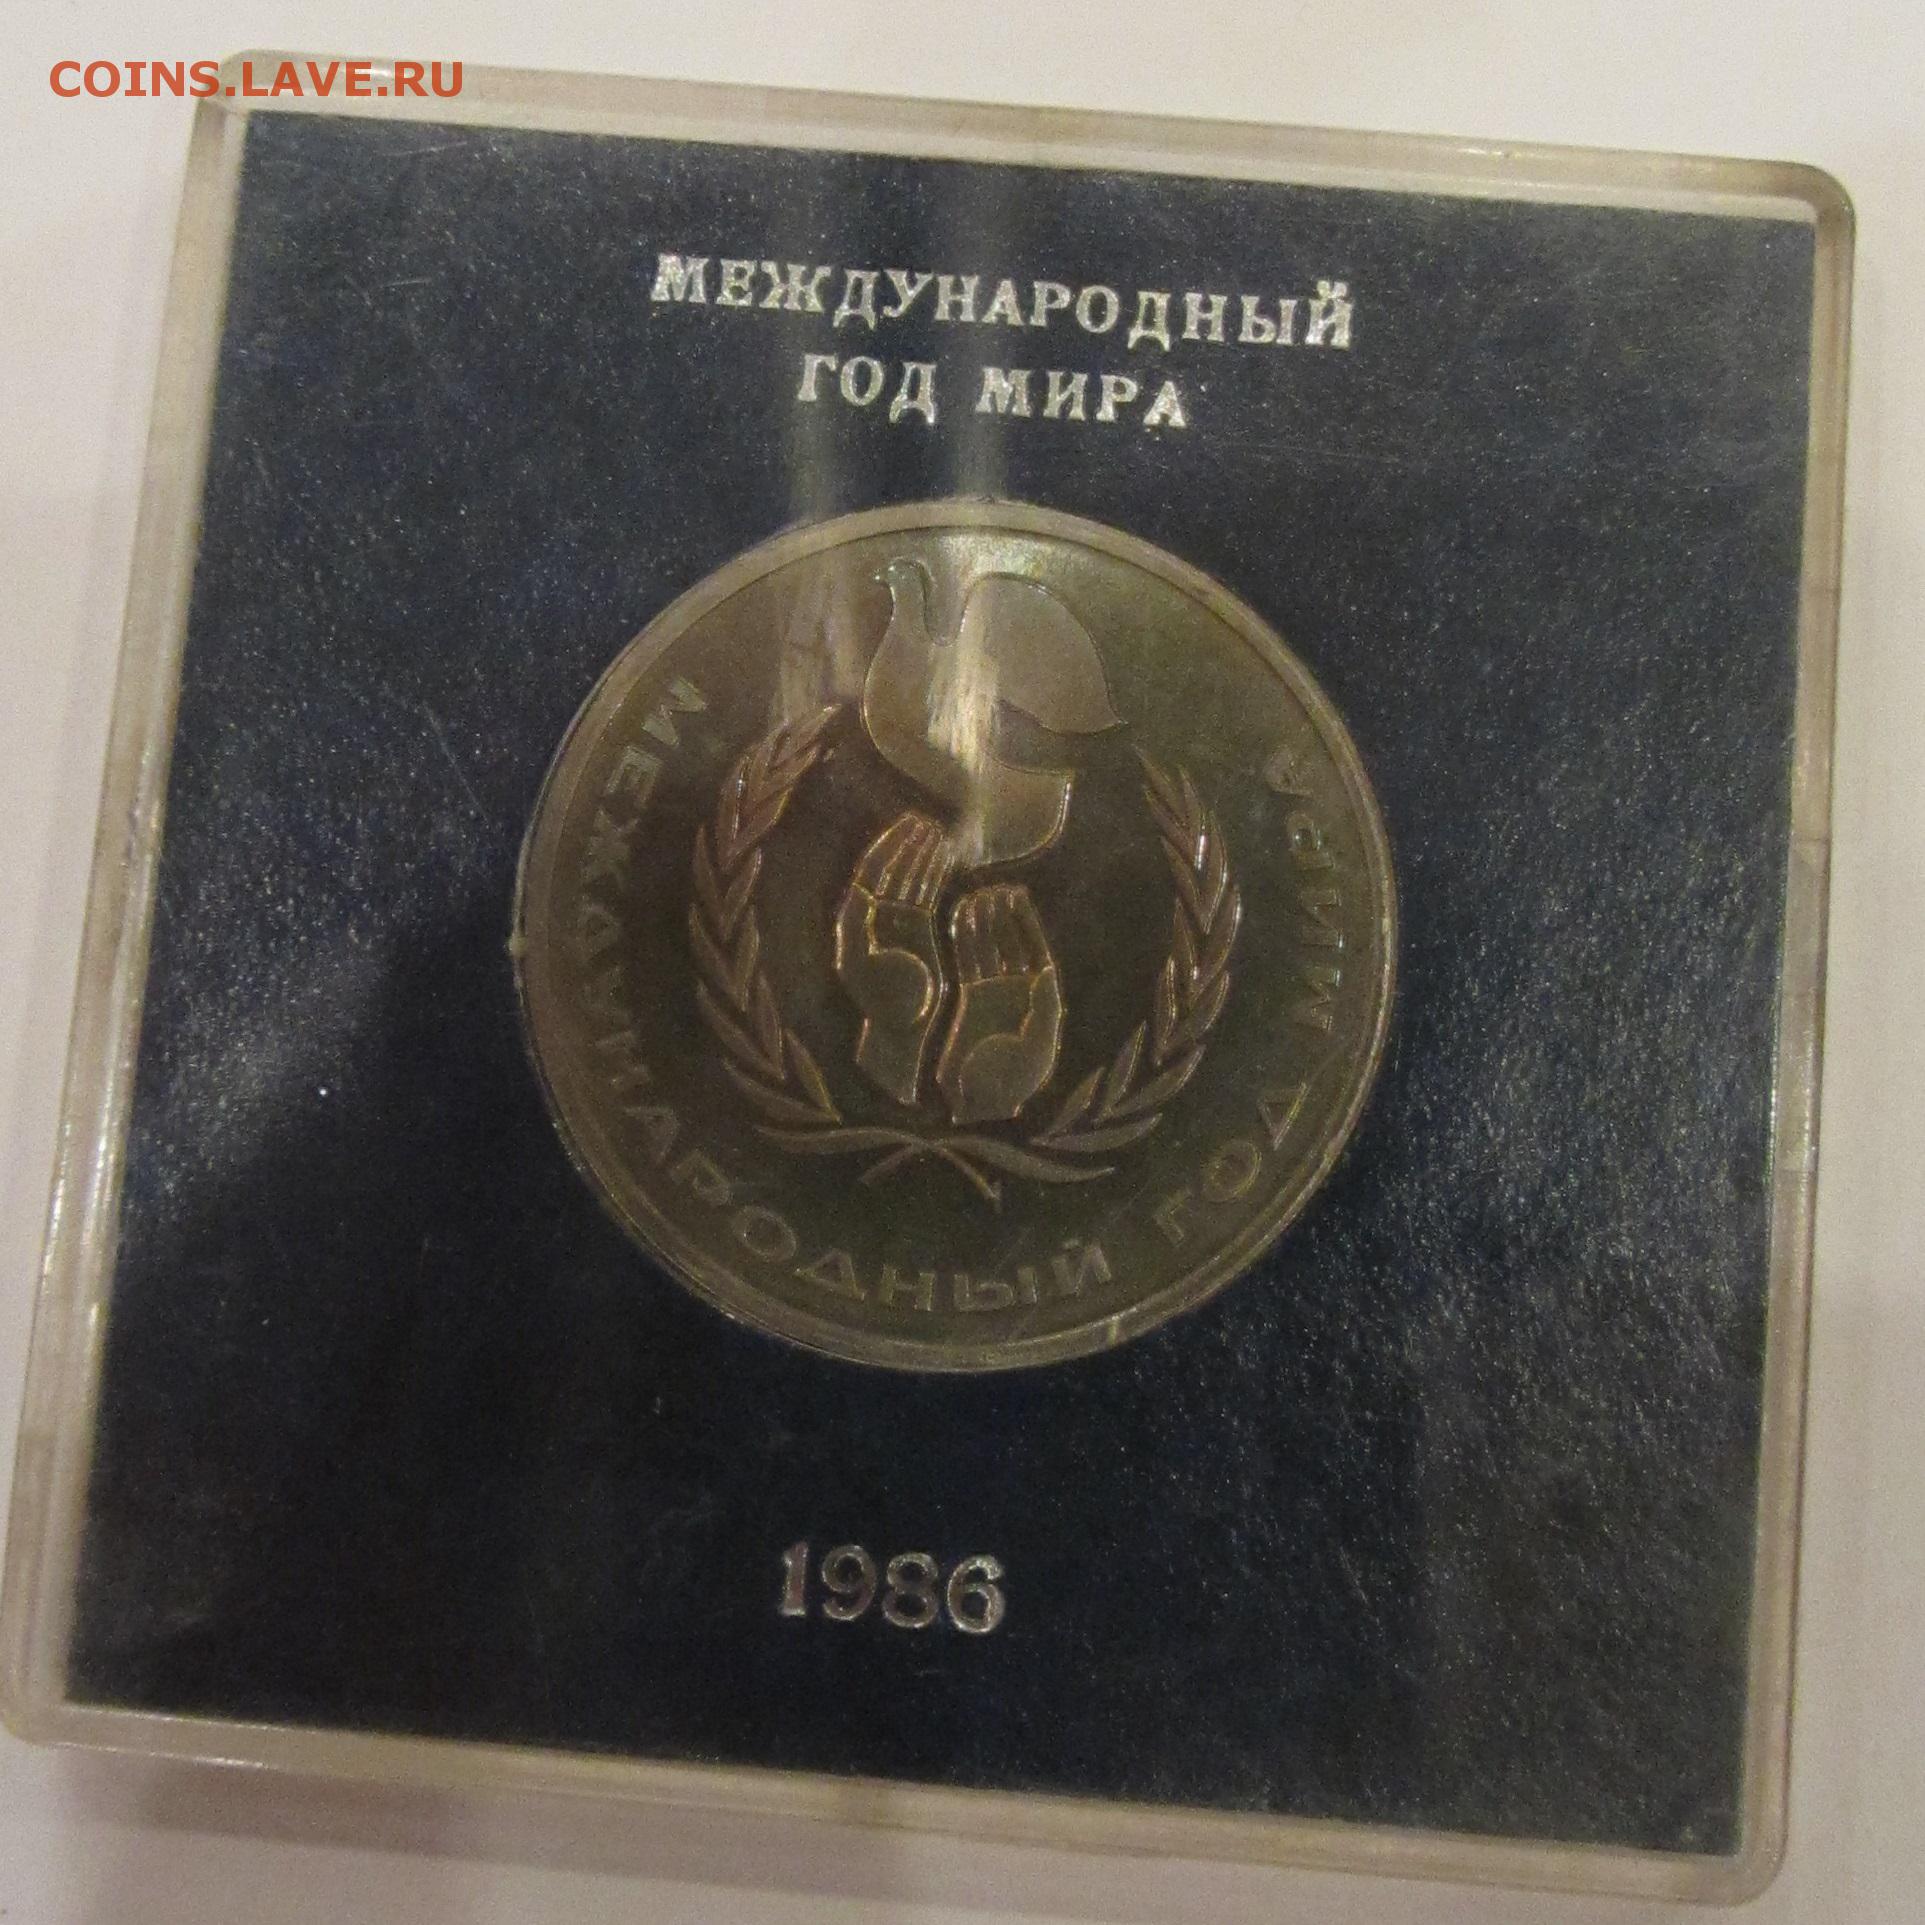 COINS.LAVE.RU
МЕЖДУНАРОДНЫЙ
ГОД МИРА
МЕЖДУНАРОДНЫЙ ГОД МИРА
1986